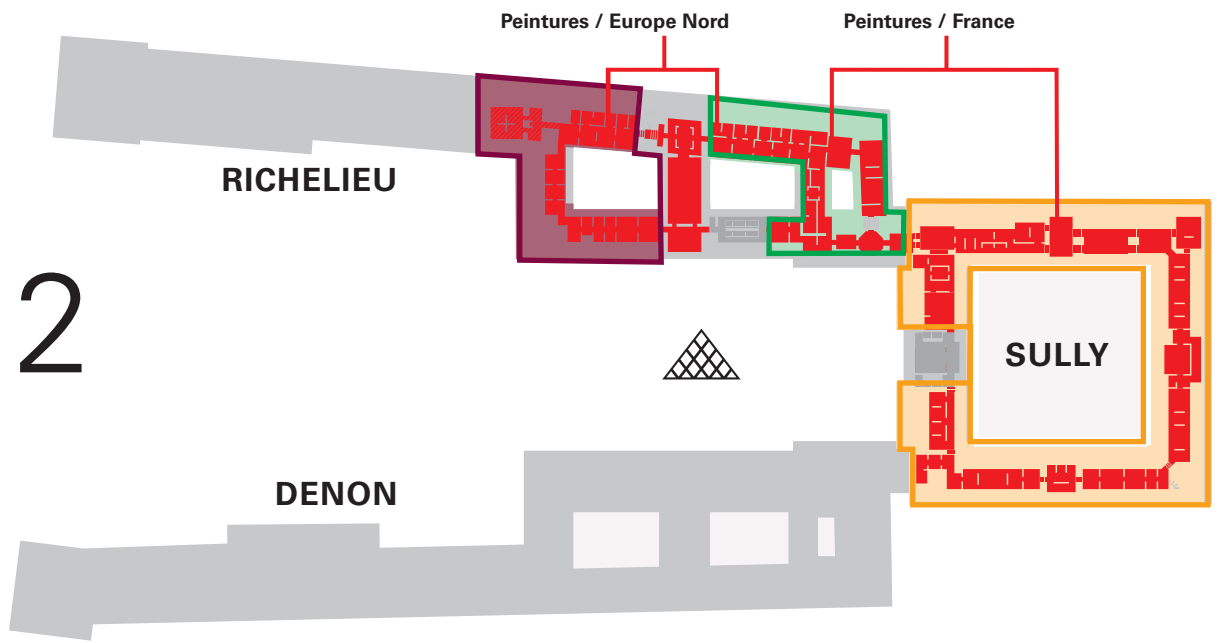 Peintures / Europe Nord
Peintures / France
RICHELIEU
2
SULLY
DENON